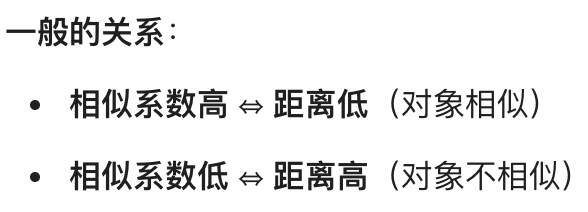 一般的关系：
• 相似系数高 ⇔ 距离低（对象相似）
• 相似系数低 ⇔ 距离高（对象不相似）